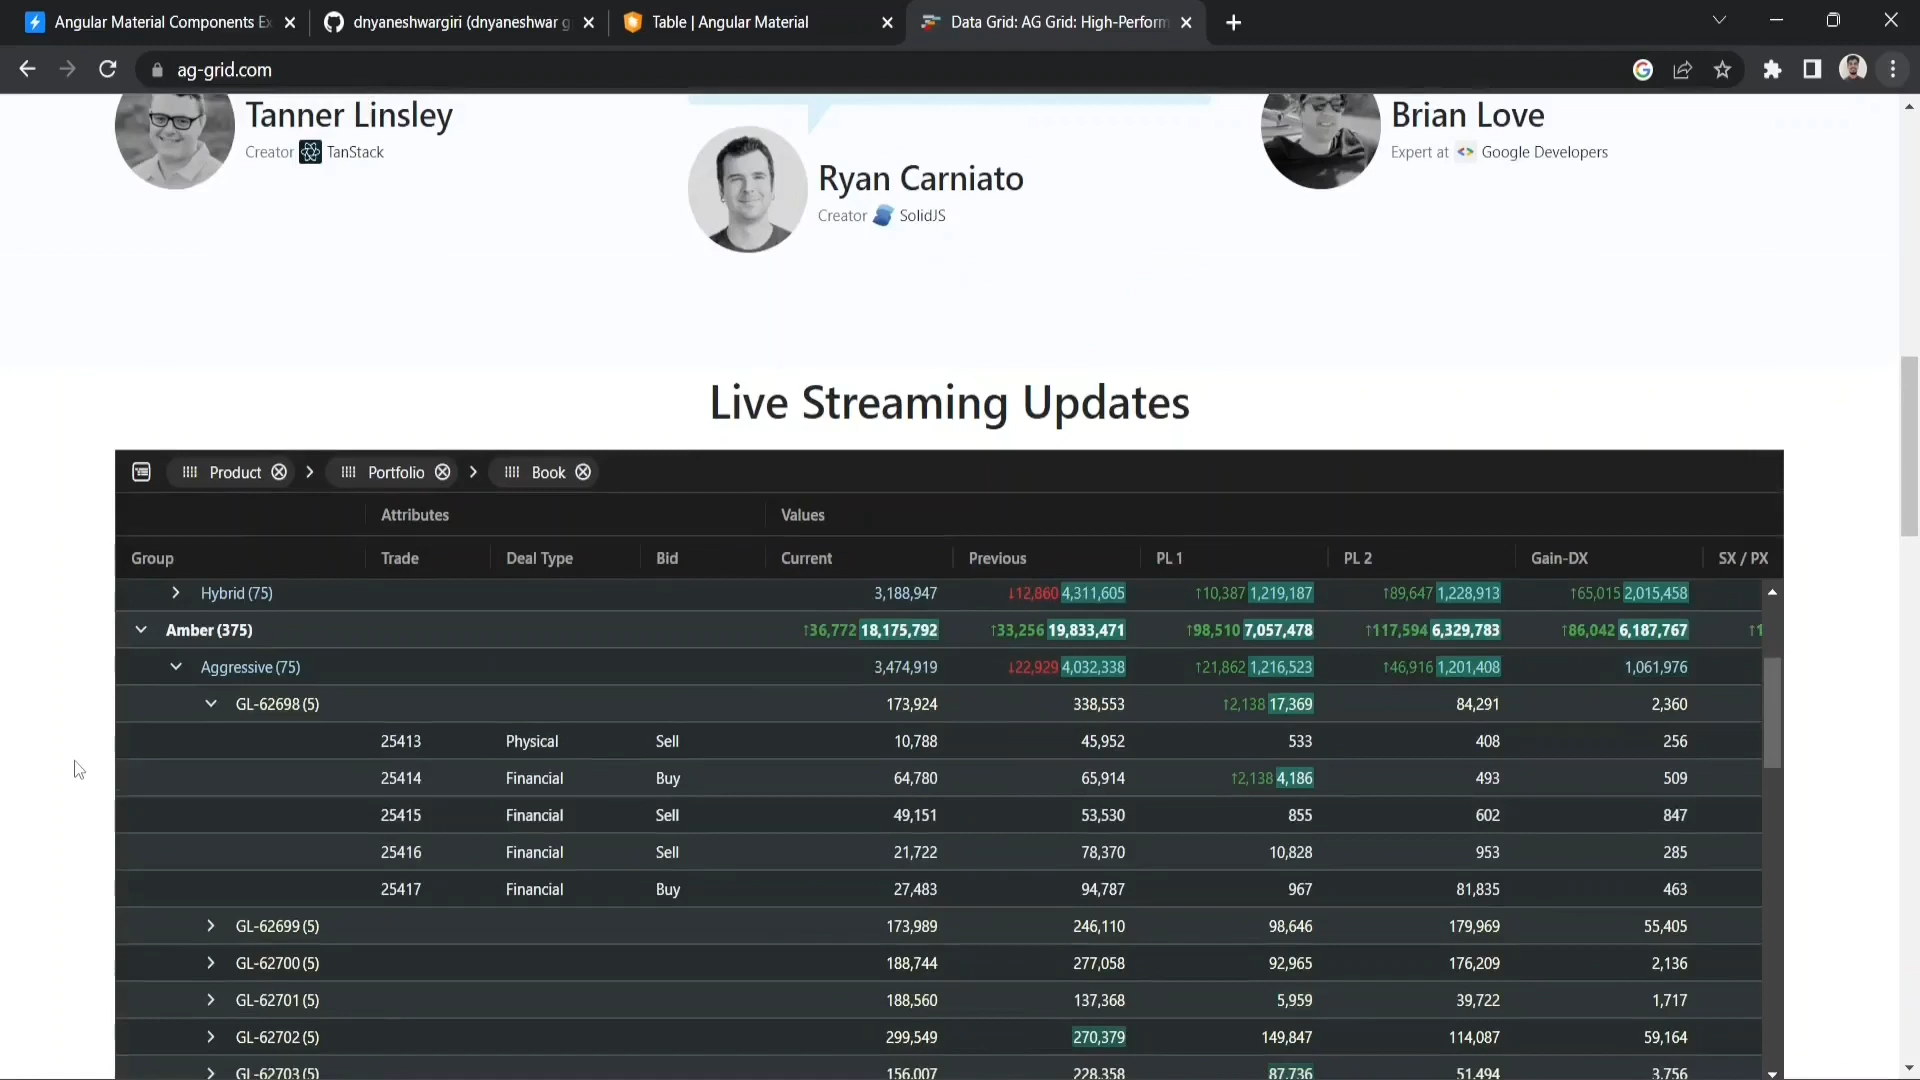 Angular Material Components Ex
dnyaneshwargiri (dnyaneshwar g
Table | Angular Material
Data Grid: AG Grid: High-Perform
ag-grid.com
Tanner Linsley
Creator TanStack
Ryan Carniato
Creator SolidJS
Brian Love
Expert at Google Developers
Live Streaming Updates
Product Portfolio Book
Attributes Values
Group Trade Deal Type Bid Current Previous PL 1 PL 2 Gain-DX SX / PX
Hybrid (75) 3,188,947 ↓12,860 4,311,605 ↑10,387 1,219,187 ↑89,647 1,228,913 ↑65,015 2,015,458
Amber (375) ↑36,772 18,175,792 ↑33,256 19,833,471 ↑98,510 7,057,478 ↑117,594 6,329,783 ↑86,042 6,187,767 ↑1
Aggressive (75) 3,474,919 ↓22,929 4,032,338 ↑21,862 1,216,523 ↑46,916 1,201,408 1,061,976
GL-62698 (5) 173,924 338,553 ↑2,138 17,369 84,291 2,360
25413 Physical Sell 10,788 45,952 533 408 256
25414 Financial Buy 64,780 65,914 ↑2,138 4,186 493 509
25415 Financial Sell 49,151 53,530 855 602 847
25416 Financial Sell 21,722 78,370 10,828 953 285
25417 Financial Buy 27,483 94,787 967 81,835 463
GL-62699 (5) 173,989 246,110 98,646 179,969 55,405
GL-62700 (5) 188,744 277,058 92,965 176,209 2,136
GL-62701 (5) 188,560 137,368 5,959 39,722 1,717
GL-62702 (5) 299,549 270,379 149,847 114,087 59,164
GL-62703 (5) 156,007 228,358 87,736 51,494 3,756